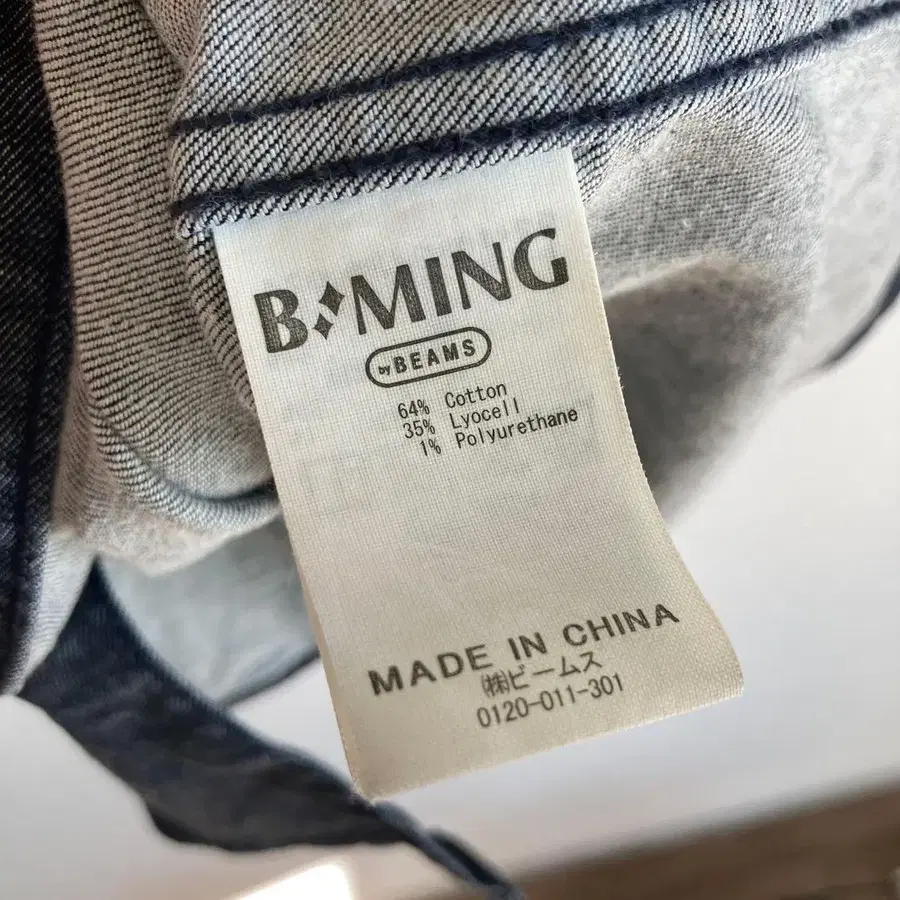 B MING
by BEAMS
64% Cotton
35% Lyocell
1% Polyurethane
MADE IN CHINA
㈱ビームス
0120-011-301